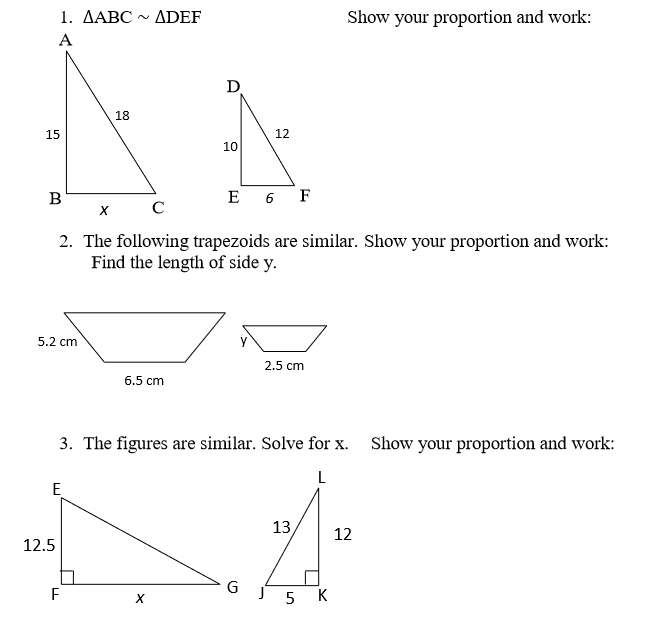 1. ΔABC ~ ΔDEF Show your proportion and work:
A
D
18
15
12
10
B
x
C
E
6
F
2. The following trapezoids are similar. Show your proportion and work:
Find the length of side y.
5.2 cm
y
2.5 cm
6.5 cm
3. The figures are similar. Solve for x. Show your proportion and work:
E
L
13
12
12.5
F
x
G
J
5
K